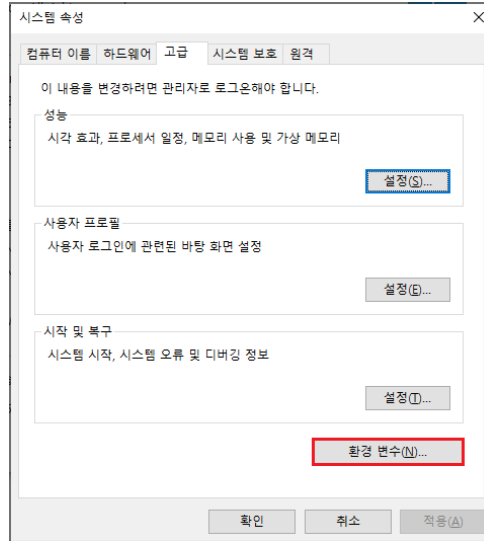 시스템 속성
컴퓨터 이름 하드웨어 고급 시스템 보호 원격
이 내용을 변경하려면 관리자로 로그온해야 합니다.
성능
시각 효과, 프로세서 일정, 메모리 사용 및 가상 메모리
설정(S)...
사용자 프로필
사용자 로그인에 관련된 바탕 화면 설정
설정(E)...
시작 및 복구
시스템 시작, 시스템 오류 및 디버깅 정보
설정(T)...
환경 변수(N)...
확인 취소 적용(A)